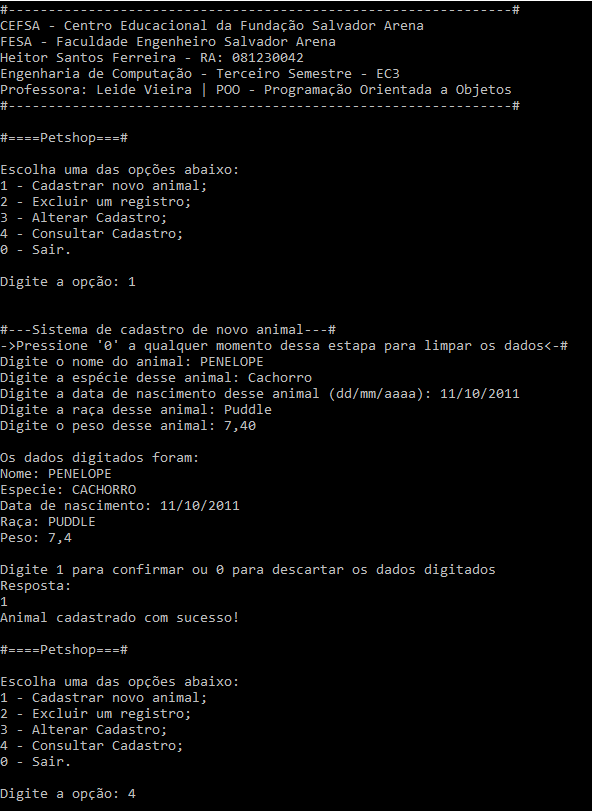 #---------------------------------------------------------------#
CEFSA - Centro Educacional da Fundação Salvador Arena
FESA - Faculdade Engenheiro Salvador Arena
Heitor Santos Ferreira - RA: 081230042
Engenharia de Computação - Terceiro Semestre - EC3
Professora: Leide Vieira | POO - Programação Orientada a Objetos
#---------------------------------------------------------------#
#====Petshop===#
Escolha uma das opções abaixo:
1 - Cadastrar novo animal;
2 - Excluir um registro;
3 - Alterar Cadastro;
4 - Consultar Cadastro;
0 - Sair.
Digite a opção: 1
#---Sistema de cadastro de novo animal---#
->Pressione '0' a qualquer momento dessa estapa para limpar os dados<-#
Digite o nome do animal: PENELOPE
Digite a espécie desse animal: Cachorro
Digite a data de nascimento desse animal (dd/mm/aaaa): 11/10/2011
Digite a raça desse animal: Puddle
Digite o peso desse animal: 7,40
Os dados digitados foram:
Nome: PENELOPE
Especie: CACHORRO
Data de nascimento: 11/10/2011
Raça: PUDDLE
Peso: 7,4
Digite 1 para confirmar ou 0 para descartar os dados digitados
Resposta:
1
Animal cadastrado com sucesso!
#====Petshop===#
Escolha uma das opções abaixo:
1 - Cadastrar novo animal;
2 - Excluir um registro;
3 - Alterar Cadastro;
4 - Consultar Cadastro;
0 - Sair.
Digite a opção: 4